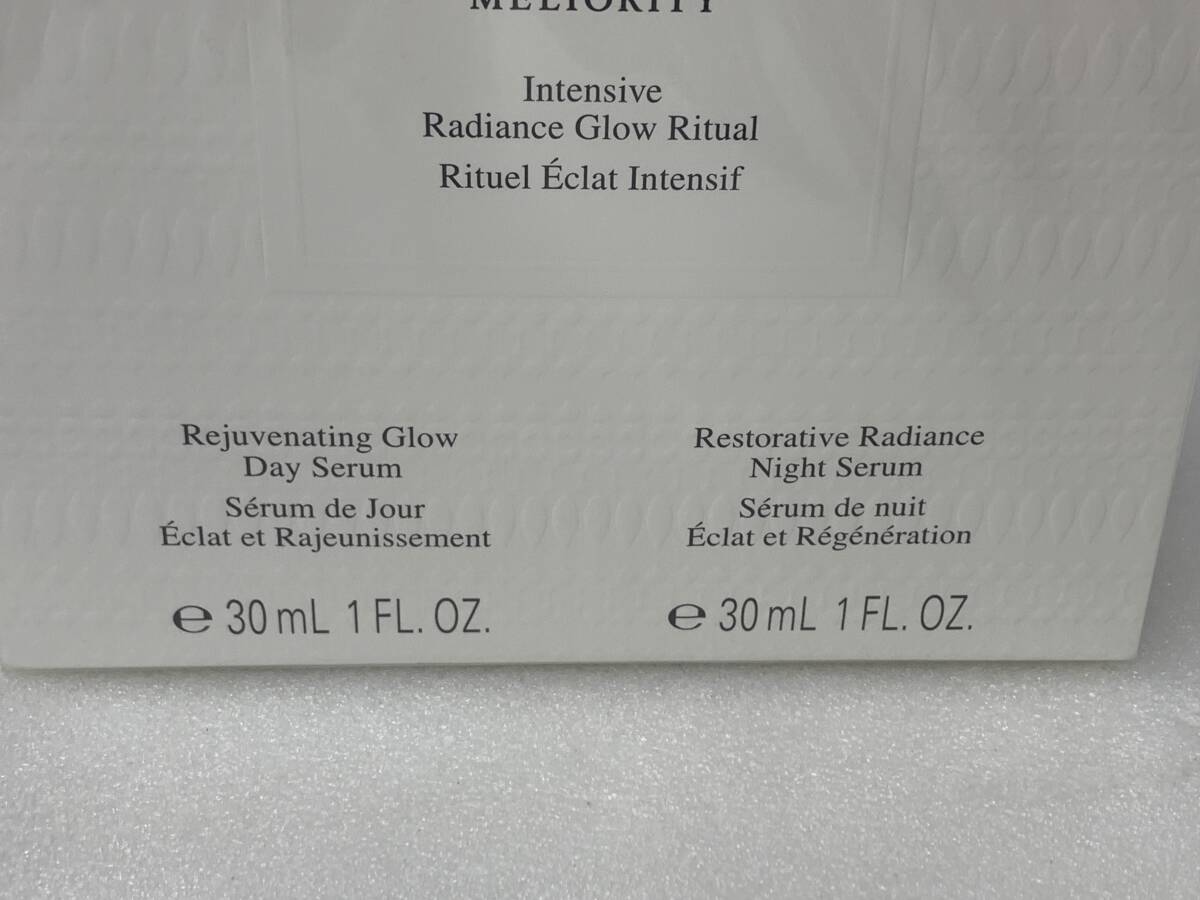 MELIORITY
Intensive
Radiance Glow Ritual
Rituel Éclat Intensif
Rejuvenating Glow
Day Serum
Sérum de Jour
Éclat et Rajeunissement
℮ 30 mL 1 FL. OZ.
Restorative Radiance
Night Serum
Sérum de nuit
Éclat et Régénération
℮ 30 mL 1 FL. OZ.